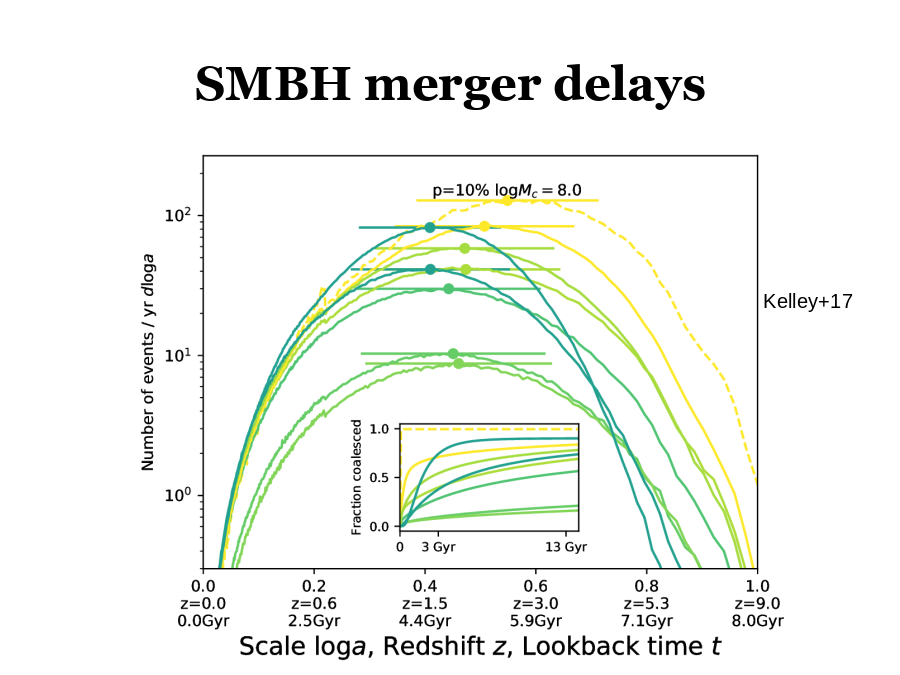 SMBH merger delays
p=10% logM_c = 8.0
Number of events / yr dloga
10²
10¹
10⁰
Kelley+17
Fraction coalesced
1.0
0.5
0.0
0 3 Gyr 13 Gyr
0.0 0.2 0.4 0.6 0.8 1.0
z=0.0 z=0.6 z=1.5 z=3.0 z=5.3 z=9.0
0.0Gyr 2.5Gyr 4.4Gyr 5.9Gyr 7.1Gyr 8.0Gyr
Scale loga, Redshift z, Lookback time t